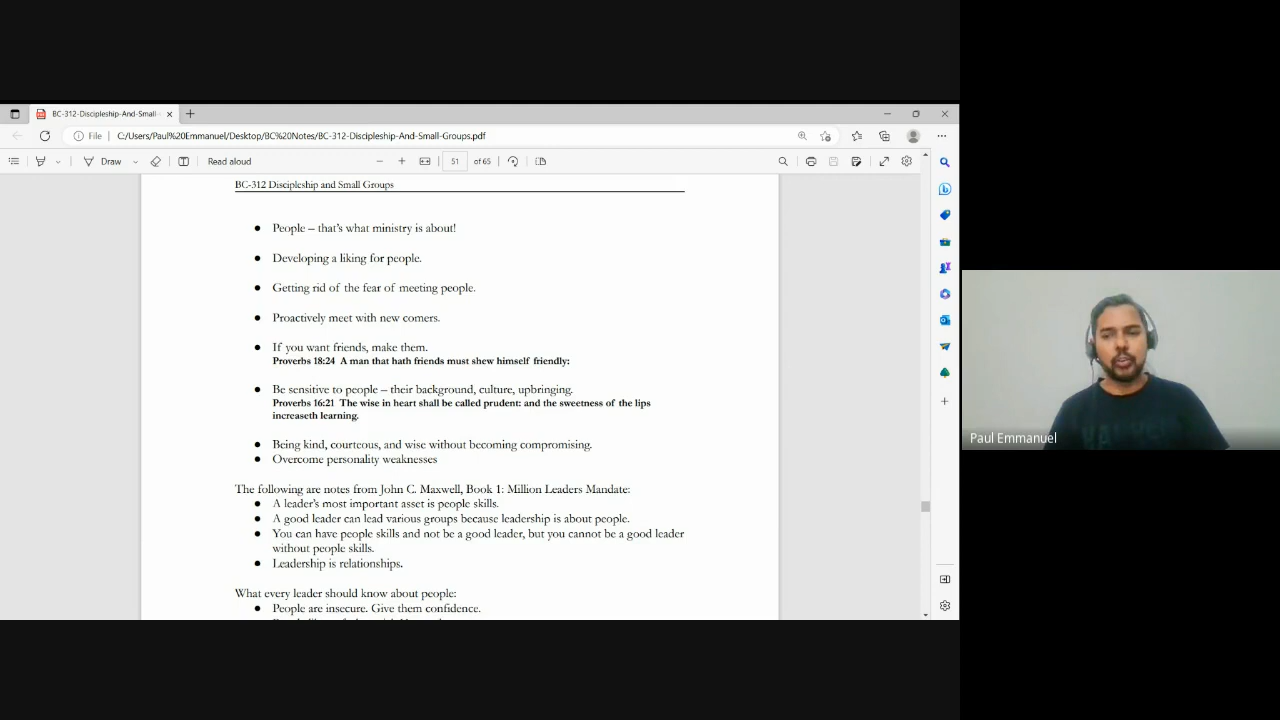 BC-312-Discipleship-And-Small-
File
C:/Users/Paul%20Emmanuel/Desktop/BC%20Notes/BC-312-Discipleship-And-Small-Groups.pdf
Draw
Read aloud
51 of 65
BC-312 Discipleship and Small Groups
● People – that's what ministry is about!
● Developing a liking for people.
● Getting rid of the fear of meeting people.
● Proactively meet with new comers.
● If you want friends, make them.
Proverbs 18:24 A man that hath friends must shew himself friendly:
● Be sensitive to people – their background, culture, upbringing.
Proverbs 16:21 The wise in heart shall be called prudent: and the sweetness of the lips
increaseth learning.
● Being kind, courteous, and wise without becoming compromising.
● Overcome personality weaknesses
The following are notes from John C. Maxwell, Book 1: Million Leaders Mandate:
● A leader's most important asset is people skills.
● A good leader can lead various groups because leadership is about people.
● You can have people skills and not be a good leader, but you cannot be a good leader
without people skills.
● Leadership is relationships.
What every leader should know about people:
● People are insecure. Give them confidence.
Paul Emmanuel